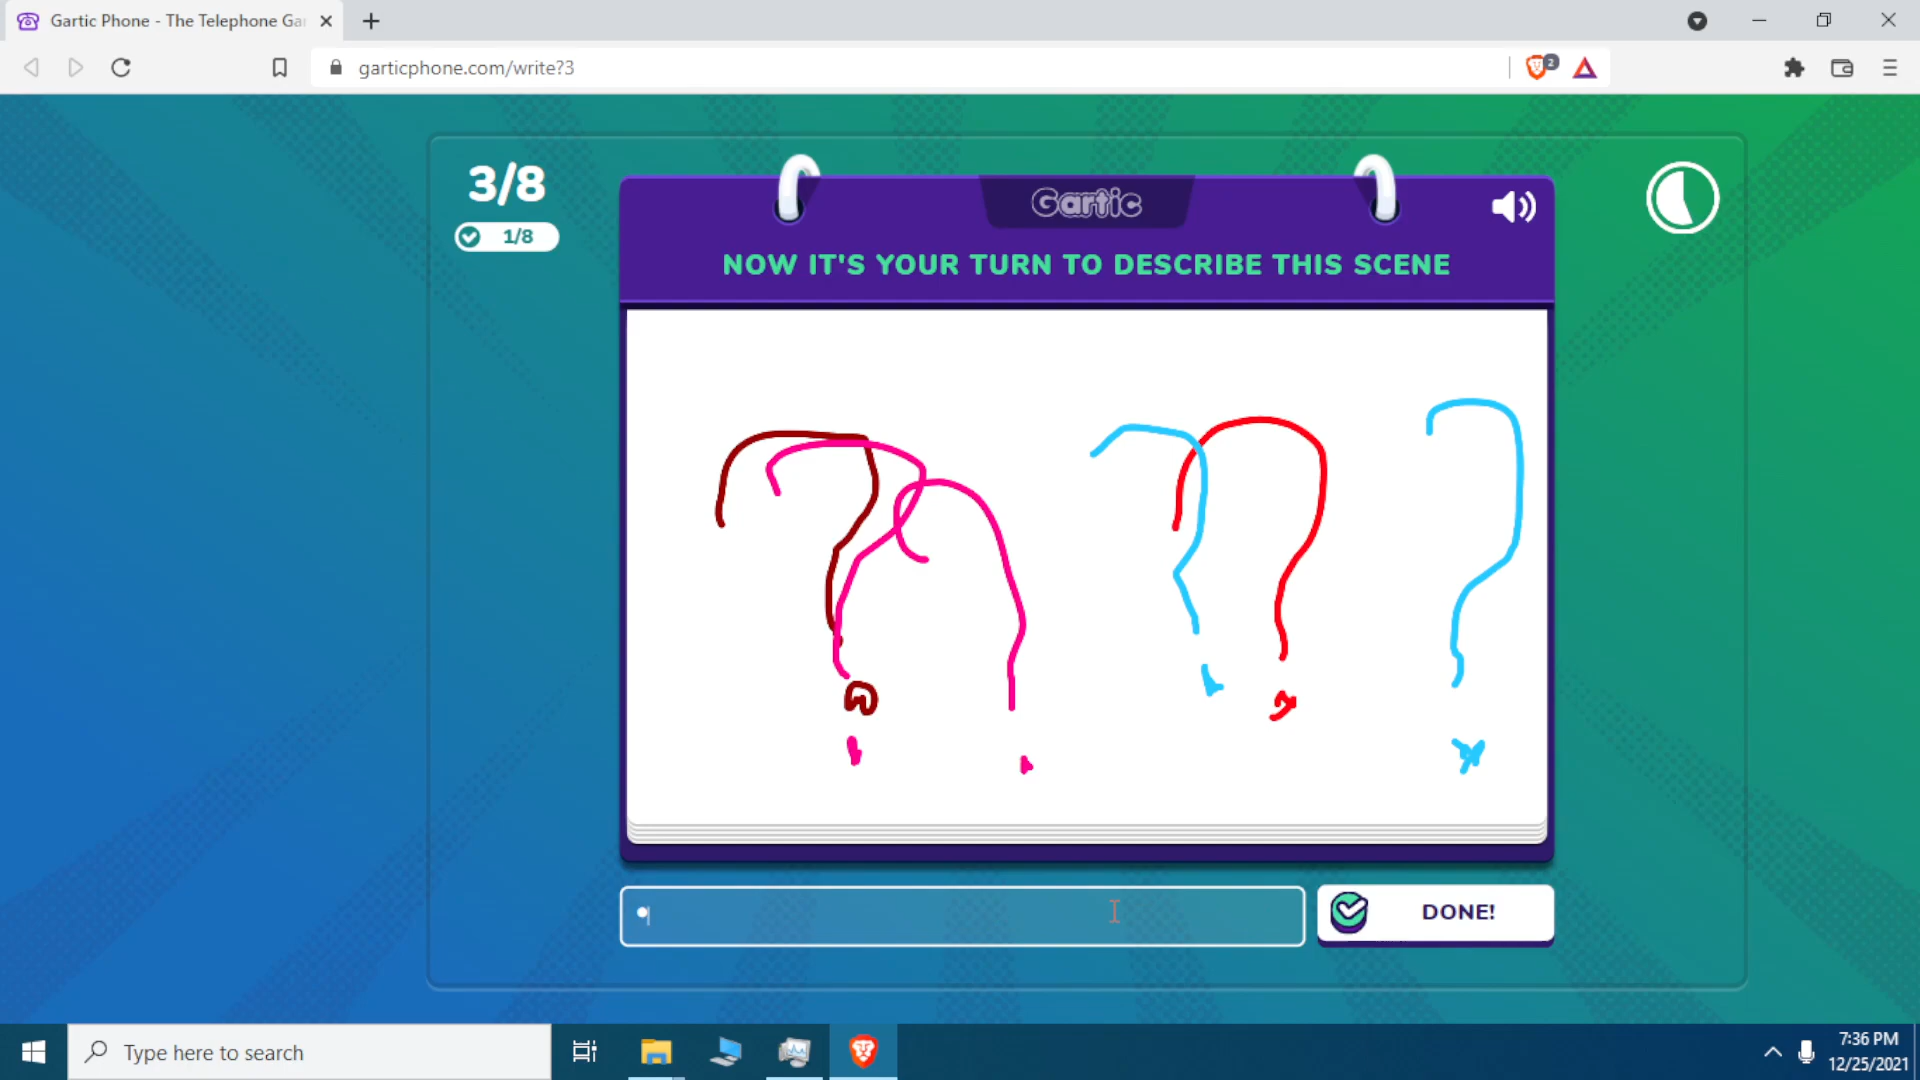 Gartic Phone - The Telephone Ga
garticphone.com/write?3
2
3/8
1/8
Gartic
NOW IT'S YOUR TURN TO DESCRIBE THIS SCENE
? ? ? ? ? ?
•
DONE!
Type here to search
7:36 PM
12/25/2021